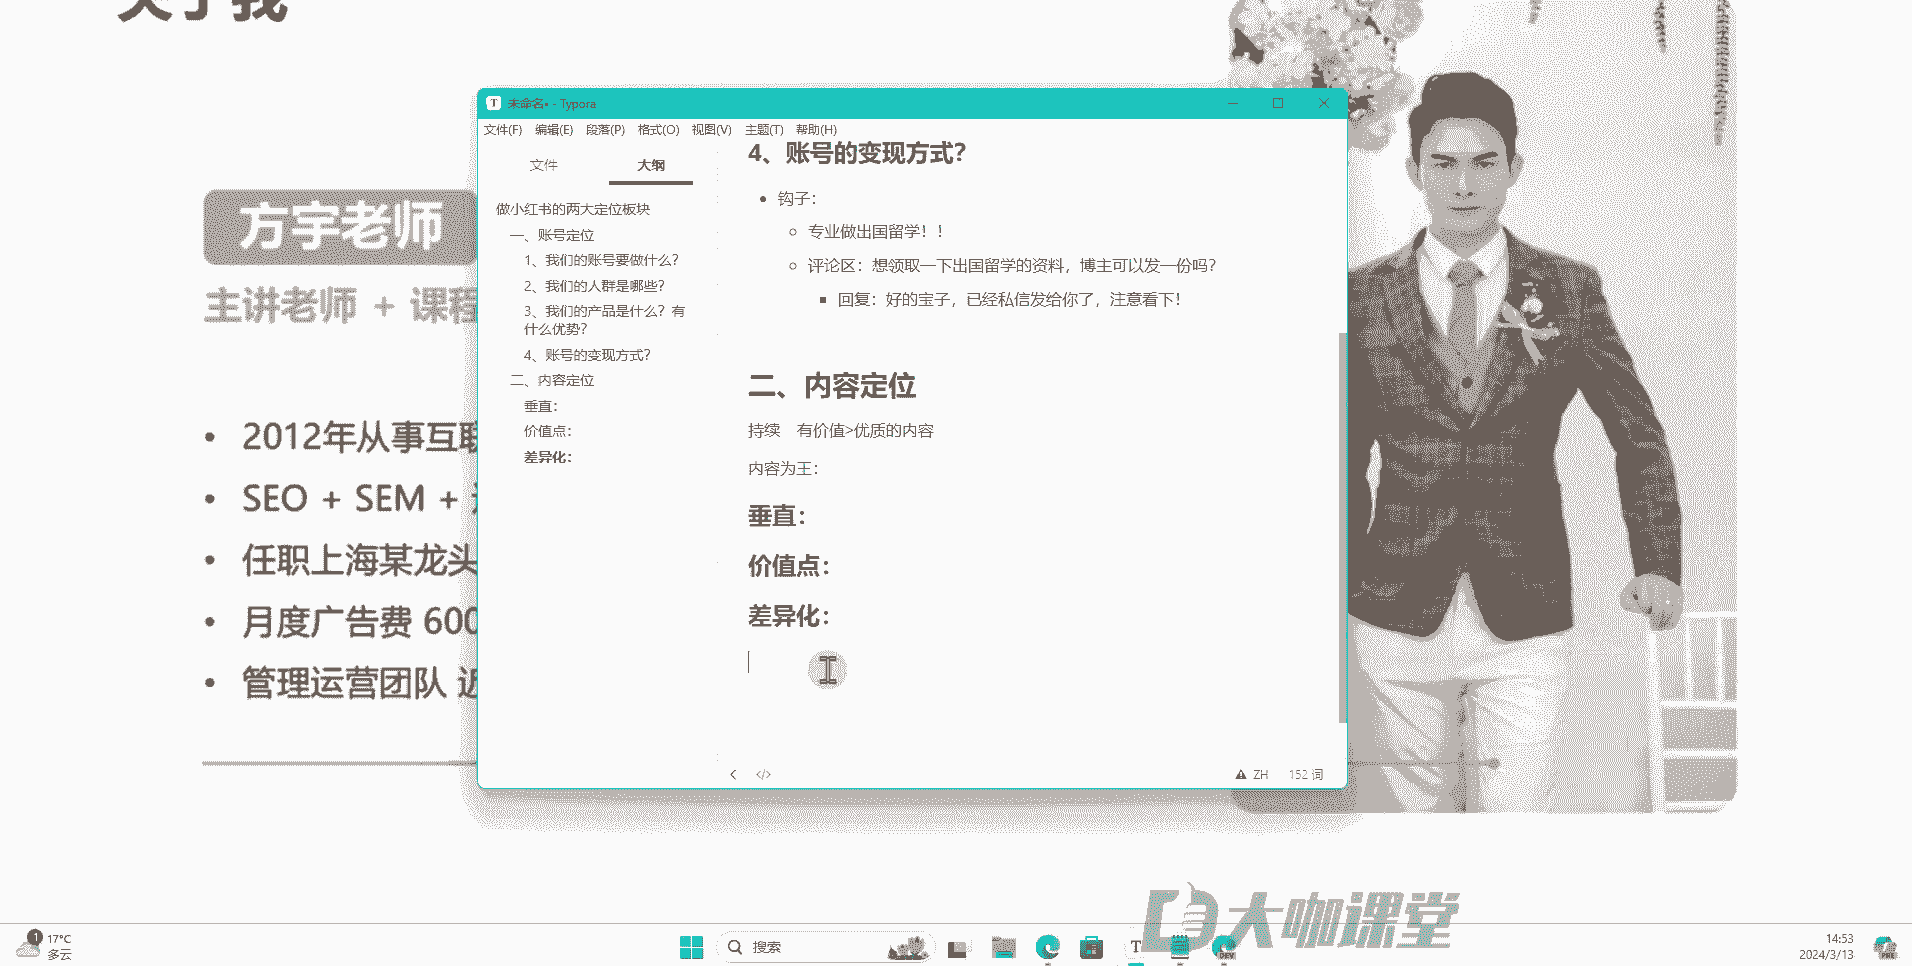 关于我
方宇老师
主讲老师 + 课程
2012年从事互联
SEO + SEM +
任职上海某龙头
月度广告费 600
管理运营团队 近
未命名• - Typora
文件(F) 编辑(E) 段落(P) 格式(O) 视图(V) 主题(T) 帮助(H)
文件 大纲
做小红书的两大定位板块
一、账号定位
1、我们的账号要做什么？
2、我们的人群是哪些？
3、我们的产品是什么？有
什么优势？
4、账号的变现方式？
二、内容定位
垂直：
价值点：
差异化：
4、账号的变现方式？
钩子：
专业做出国留学！！
评论区：想领取一下出国留学的资料，博主可以发一份吗？
回复：好的宝子，已经私信发给你了，注意看下！
二、内容定位
持续 有价值>优质的内容
内容为王：
垂直：
价值点：
差异化：
ZH 152 词
大咖课堂
1
17°C
多云
搜索
T
DEV
14:53
2024/3/13
PRE